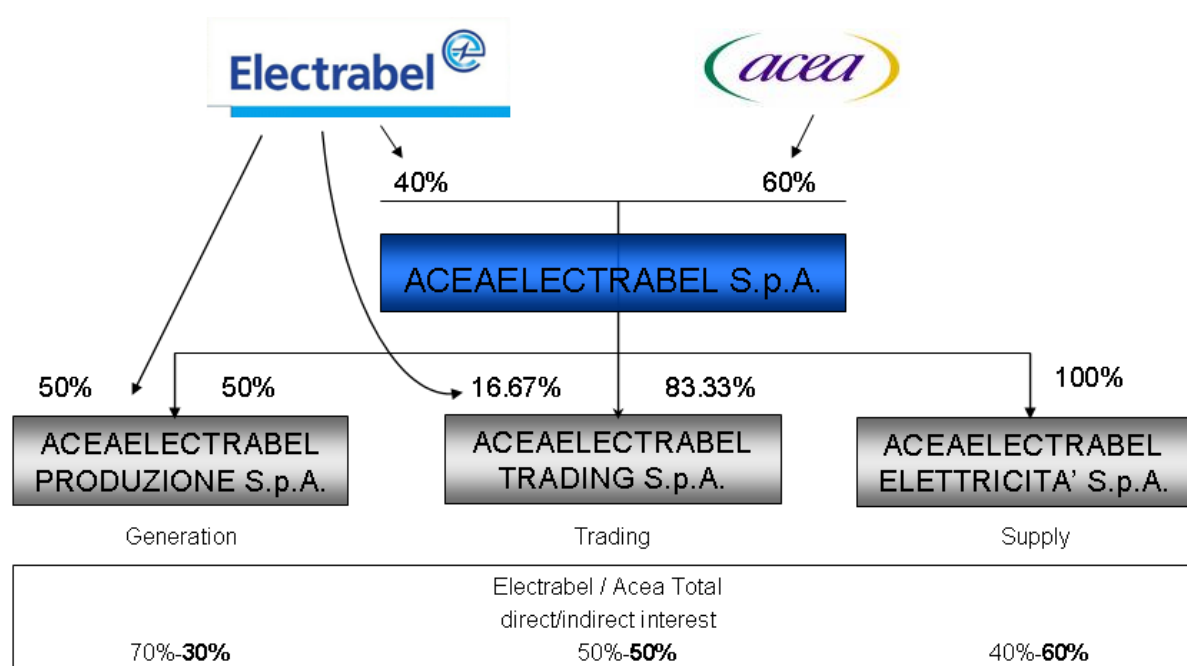 Electrabel
acea
40%
60%
ACEAELECTRABEL S.p.A.
50%
50%
16.67%
83.33%
100%
ACEAELECTRABEL
PRODUZIONE S.p.A.
ACEAELECTRABEL
TRADING S.p.A.
ACEAELECTRABEL
ELETTRICITA’ S.p.A.
Generation
Trading
Supply
Electrabel / Acea Total
direct/indirect interest
70%-30%
50%-50%
40%-60%